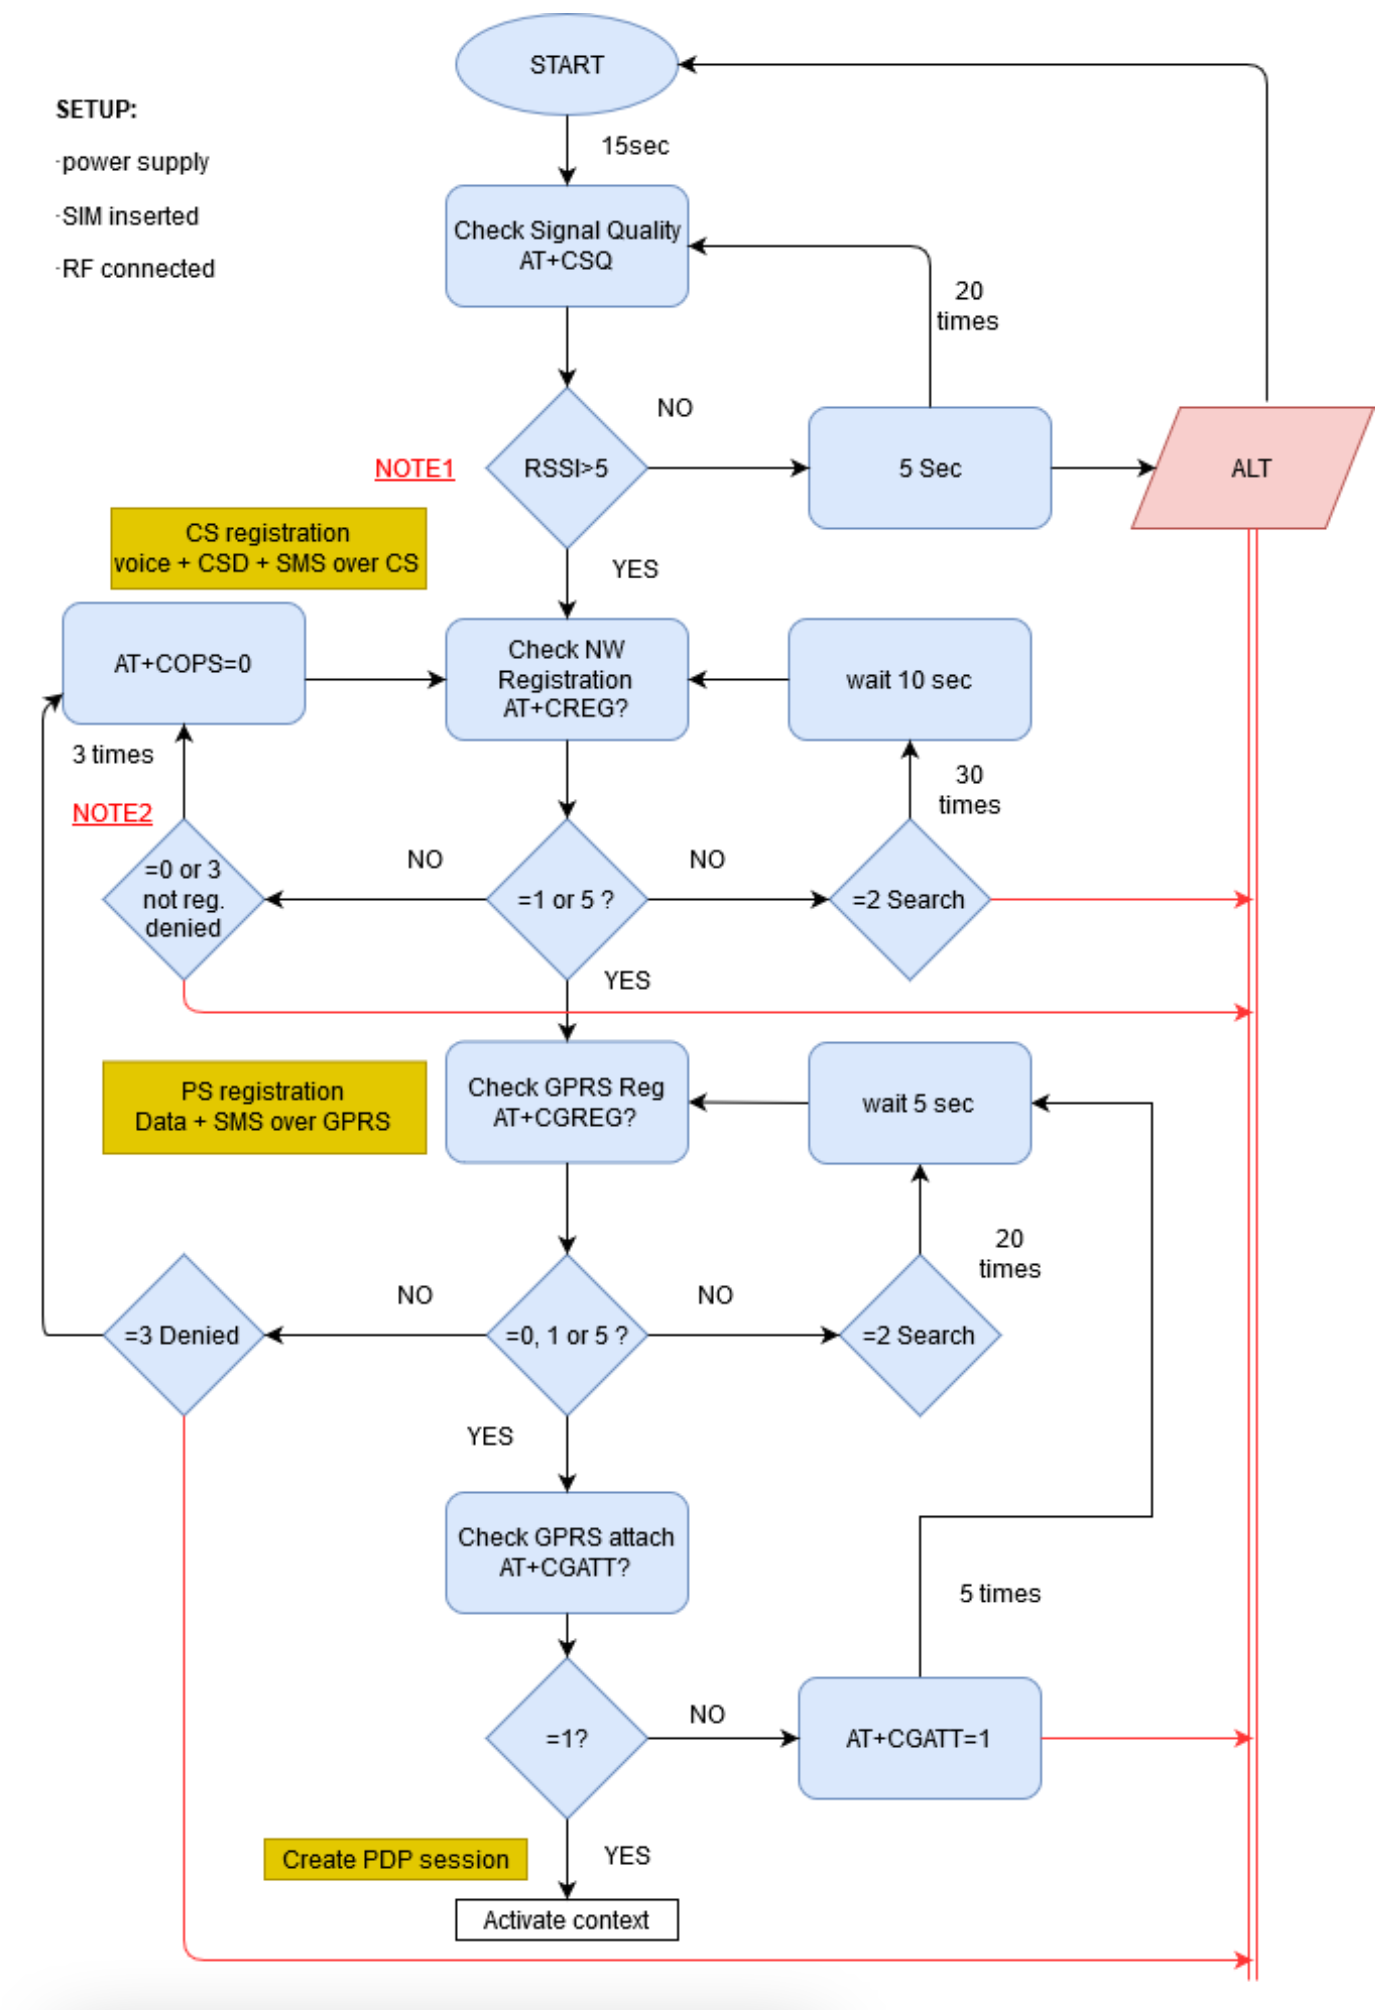 START
SETUP:
15sec
-power supply
-SIM inserted
-RF connected
Check Signal Quality
AT+CSQ
20
times
NO
NOTE1
RSSI>5
5 Sec
ALT
CS registration
voice + CSD + SMS over CS
YES
AT+COPS=0
Check NW
Registration
AT+CREG?
wait 10 sec
3 times
30
times
NOTE2
NO
NO
=0 or 3
not reg.
denied
=1 or 5 ?
=2 Search
YES
PS registration
Data + SMS over GPRS
Check GPRS Reg
AT+CGREG?
wait 5 sec
20
times
NO
NO
=3 Denied
=0, 1 or 5 ?
=2 Search
YES
Check GPRS attach
AT+CGATT?
5 times
NO
=1?
AT+CGATT=1
Create PDP session
YES
Activate context